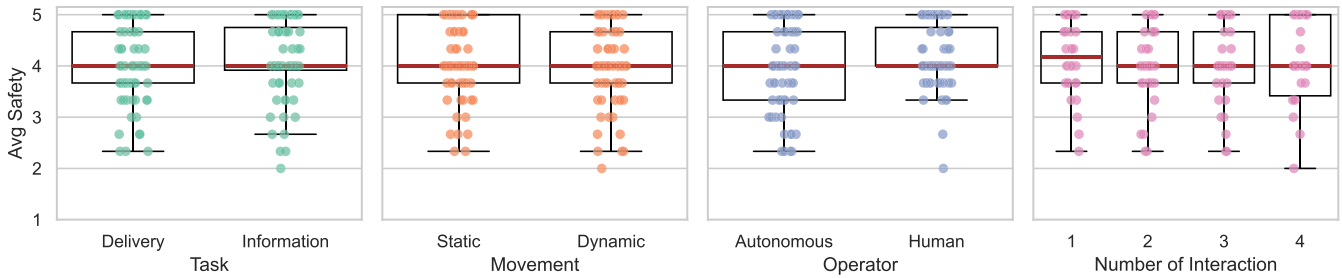 Avg Safety
5
4
3
2
1
Delivery Information
Task
Static Dynamic
Movement
Autonomous Human
Operator
1 2 3 4
Number of Interaction